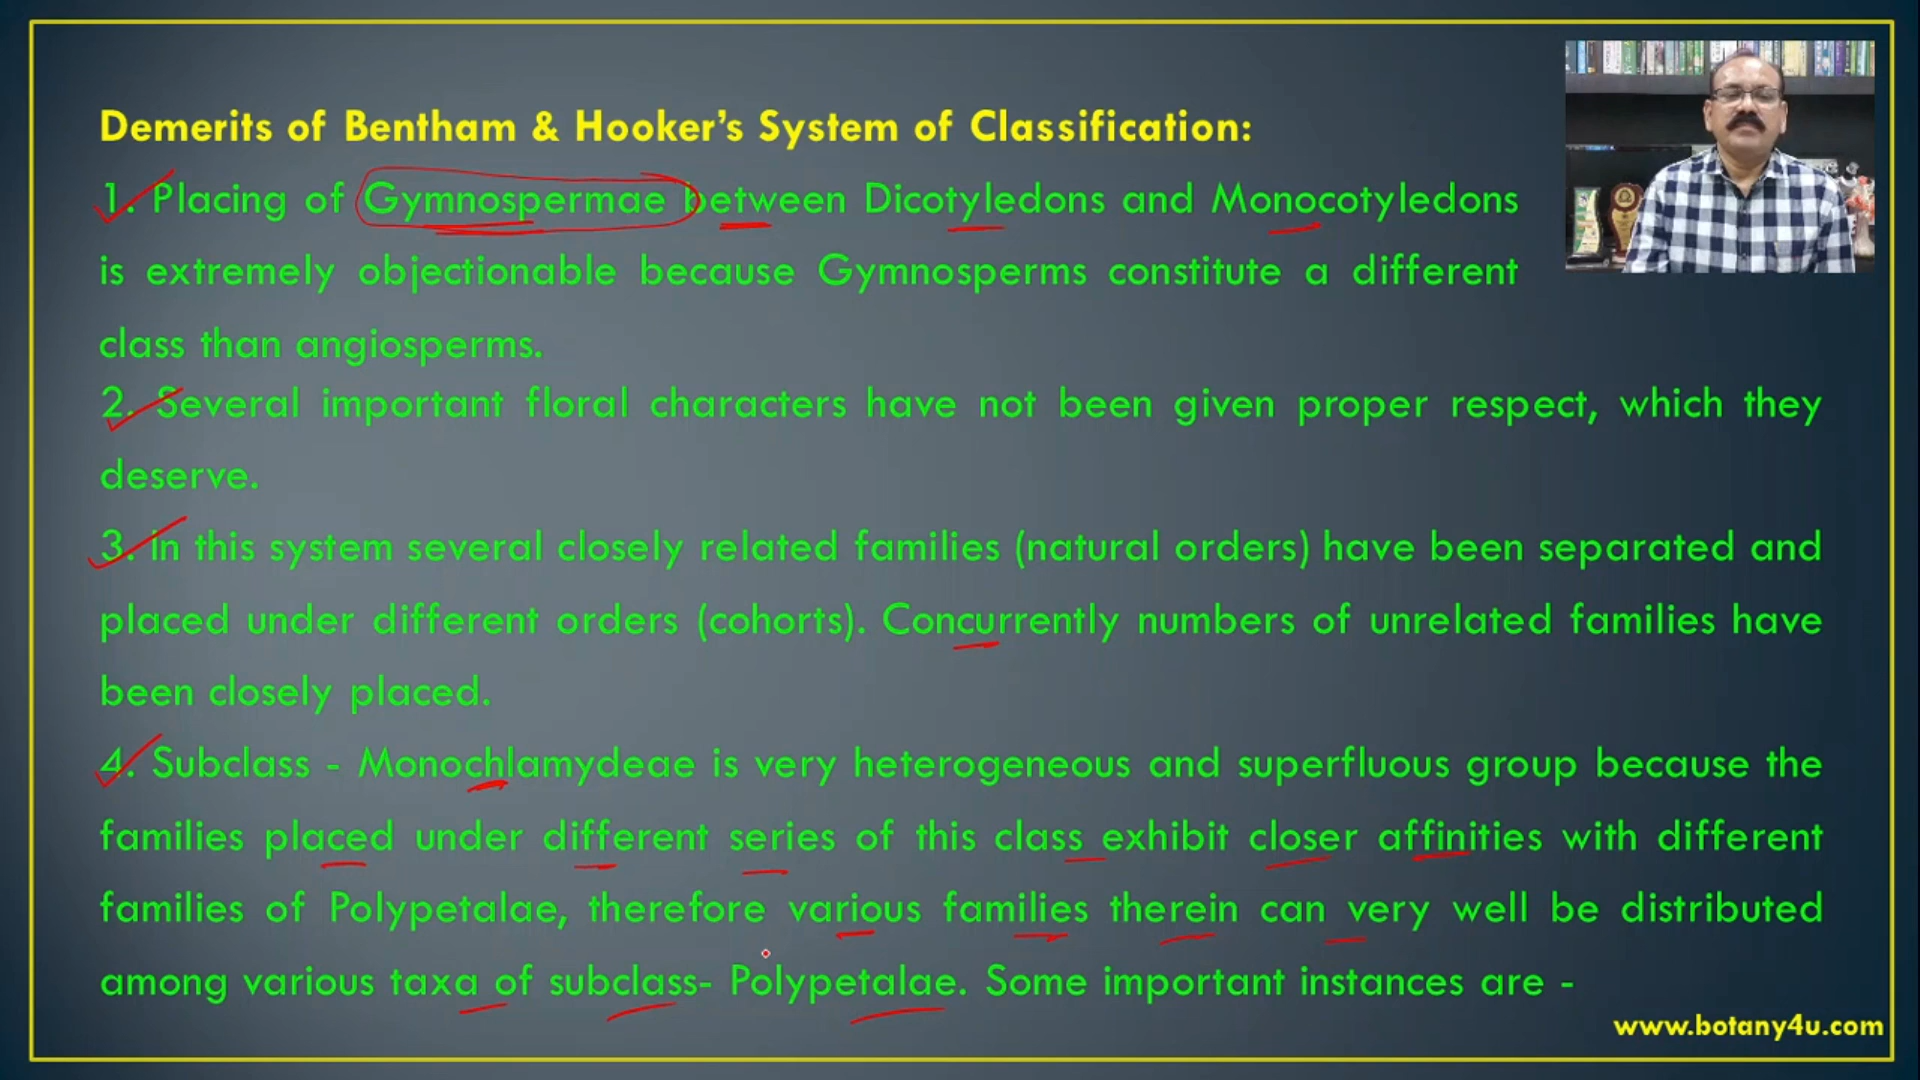 Demerits of Bentham & Hooker's System of Classification:
1. Placing of Gymnospermae between Dicotyledons and Monocotyledons
is extremely objectionable because Gymnosperms constitute a different
class than angiosperms.
2. Several important floral characters have not been given proper respect, which they
deserve.
3. In this system several closely related families (natural orders) have been separated and
placed under different orders (cohorts). Concurrently numbers of unrelated families have
been closely placed.
4. Subclass - Monochlamydeae is very heterogeneous and superfluous group because the
families placed under different series of this class exhibit closer affinities with different
families of Polypetalae, therefore various families therein can very well be distributed
among various taxa of subclass- Polypetalae. Some important instances are -
www.botany4u.com